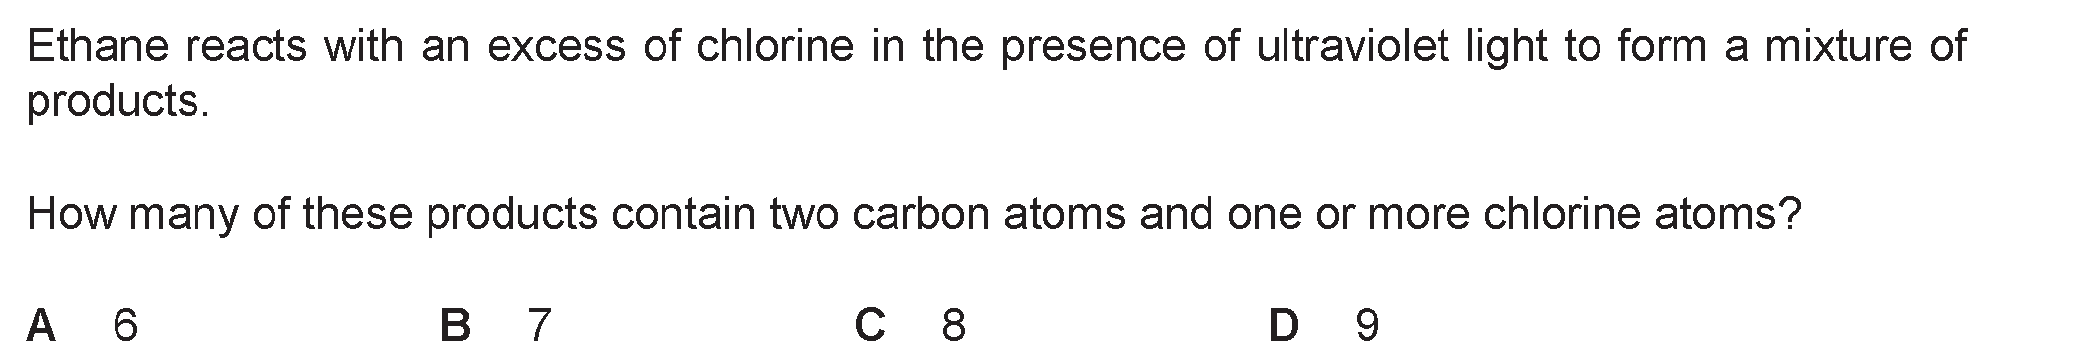 Ethane reacts with an excess of chlorine in the presence of ultraviolet light to form a mixture of
products.
How many of these products contain two carbon atoms and one or more chlorine atoms?
A 6 B 7 C 8 D 9